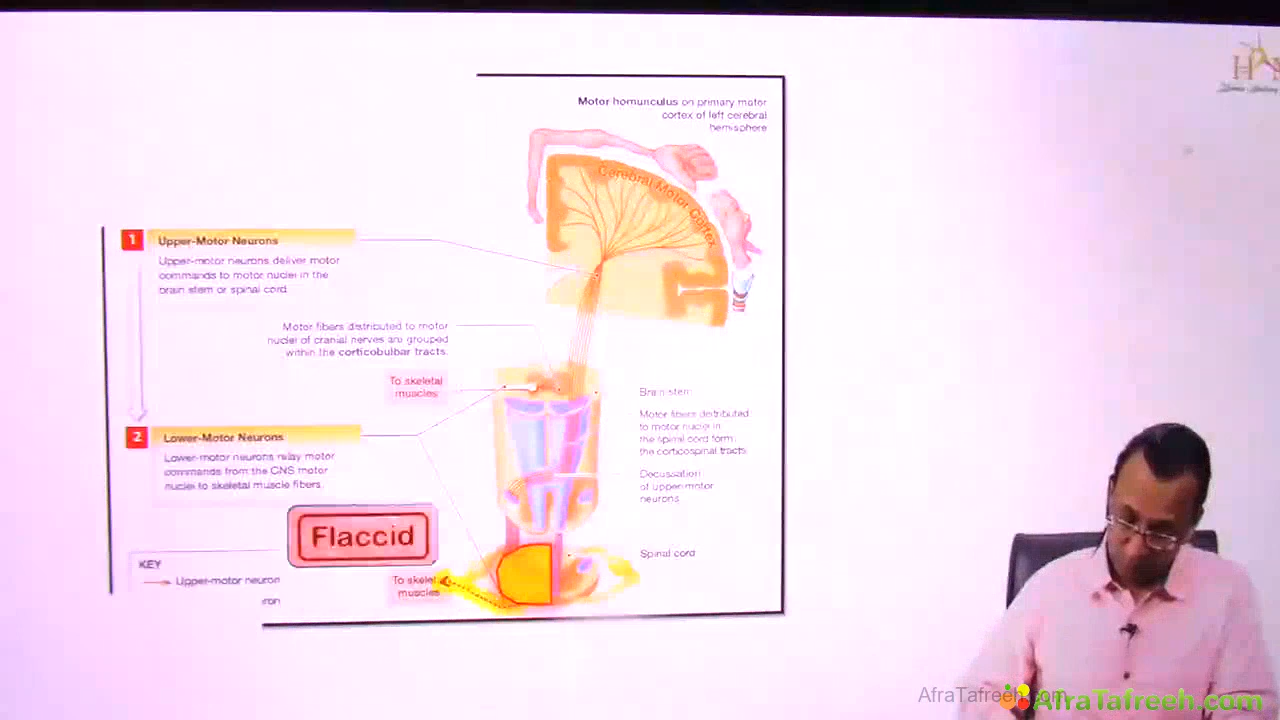 Motor homunculus on primary motor
cortex of left cerebral
hemisphere
Cerebral Motor Cortex
1
Upper-Motor Neurons
Upper-motor neurons deliver motor
commands to motor nuclei in the
brain stem or spinal cord.
Motor fibers distributed to motor
nuclei of cranial nerves are grouped
within the corticobulbar tracts.
To skeletal
muscles
Brain stem
Motor fibers distributed
to motor nuclei in
the spinal cord form
the corticospinal tracts
Decussation
of upper-motor
neurons
2
Lower-Motor Neurons
Lower-motor neurons relay motor
commands from the CNS motor
nuclei to skeletal muscle fibers.
Flaccid
Spinal cord
KEY
Upper-motor neuron
To skelet
muscles
AfraTafreeh.com
AfraTafreeh.com